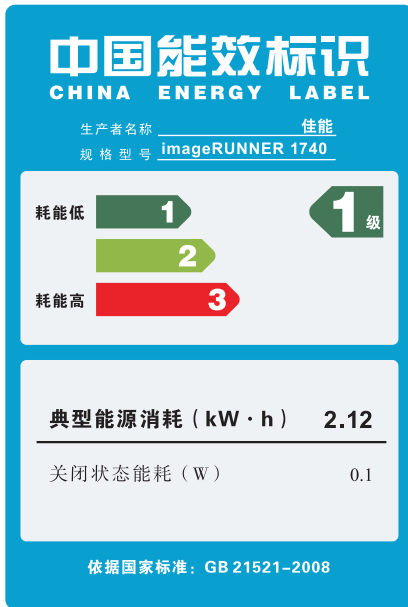 中国能效标识
CHINA ENERGY LABEL
生产者名称 佳能
规格型号 imageRUNNER 1740
耗能低 1 1级
2
耗能高 3
典型能源消耗（kW·h） 2.12
关闭状态能耗（W） 0.1
依据国家标准：GB 21521-2008